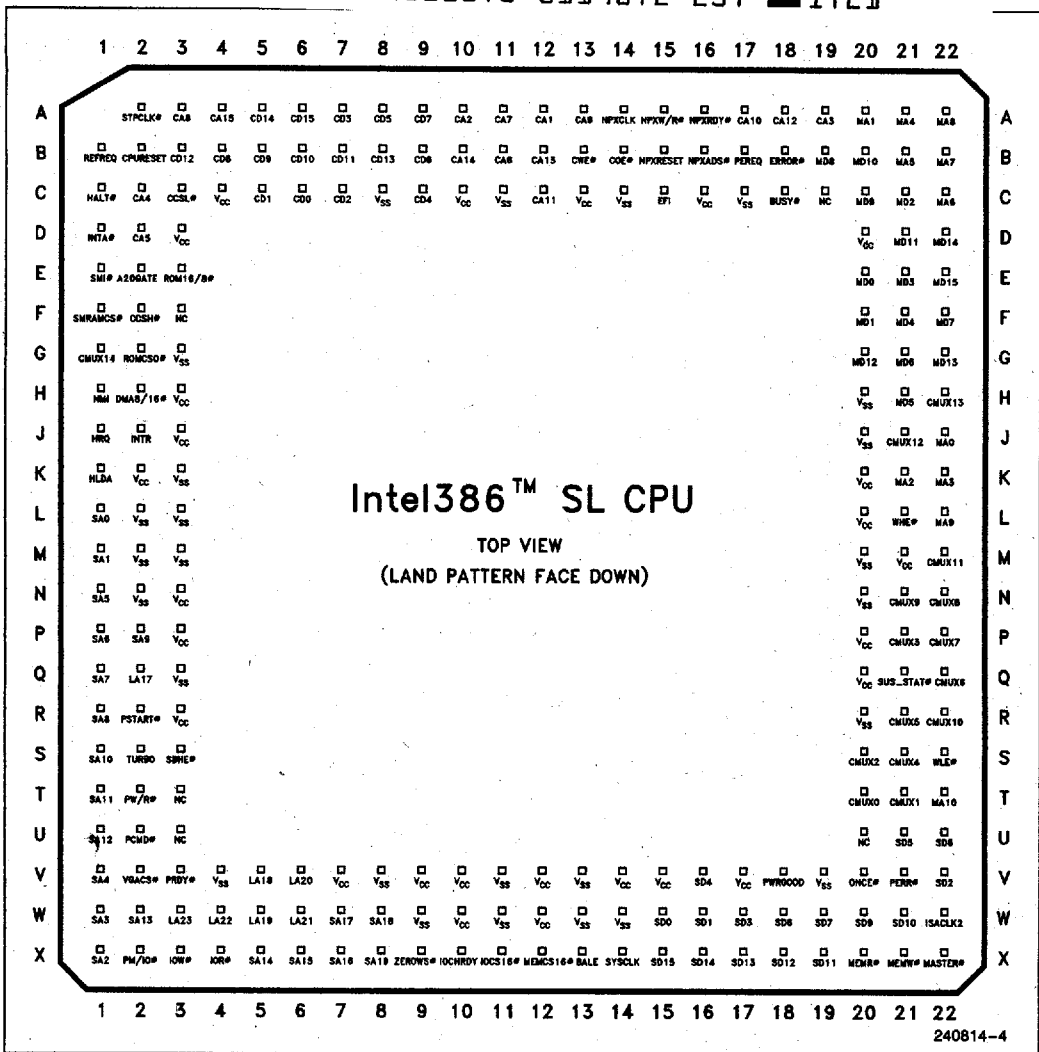 1 2 3 4 5 6 7 8 9 10 11 12 13 14 15 16 17 18 19 20 21 22
A A
STPCLK# CA8 CA15 CD14 CD15 CD3 CD5 CD7 CA2 CA7 CA1 CA9 NPXCLK NPXW/R# NPXRDY# CA10 CA12 CA3 MA1 MA4 MA8
B B
REFREQ CPURESET CD12 CD8 CD9 CD10 CD11 CD13 CD6 CA14 CA6 CA13 CWE# COE# NPXRESET NPXADS# PEREQ ERROR# MD8 MD10 MA5 MA7
C C
HALT# CA4 CCSL# VCC CD1 CD0 CD2 VSS CD4 VCC VSS CA11 VCC VSS EFI VCC VSS BUSY# NC MD9 MD2 MA6
D D
INTA# CA5 VCC Vdc MD11 MD14
E E
SMI# A20GATE ROM16/8# MD0 MD3 MD15
F F
SMRAMCS# CCSH# NC MD1 MD4 MD7
G G
CMUX14 ROMCS0# VSS MD12 MD6 MD13
H H
NMI DMA8/16# VCC VSS MD5 CMUX13
J J
HRQ INTR VCC VSS CMUX12 MA0
K K
HLDA VCC VSS VCC MA2 MA3
Intel386™ SL CPU
L L
SA0 VSS VSS VCC WHE# MA9
TOP VIEW
M M
SA1 VSS VSS VSS VCC CMUX11
(LAND PATTERN FACE DOWN)
N N
SA5 VSS VCC VSS CMUX9 CMUX8
P P
SA6 SA9 VCC VCC CMUX3 CMUX7
Q Q
SA7 LA17 VSS VCC SUS_STAT# CMUX6
R R
SA8 PSTART# VCC VSS CMUX5 CMUX10
S S
SA10 TURBO SBHE# CMUX2 CMUX4 WLE#
T T
SA11 PW/R# NC CMUX0 CMUX1 MA10
U U
SA12 PCMD# NC NC SD5 SD6
V V
SA4 VGACS# PRDY# VSS LA18 LA20 VCC VSS VCC VCC VSS VCC VSS VCC VCC SD4 VCC PWRGOOD VSS ONCE# PERR# SD2
W W
SA3 SA13 LA23 LA22 LA19 LA21 SA17 SA18 VSS VCC VSS VCC VSS VSS SD0 SD1 SD3 SD8 SD7 SD9 SD10 ISACLK2
X X
SA2 PM/IO# IOW# IOR# SA14 SA15 SA16 SA19 ZEROWS# IOCHRDY IOCS16# MEMCS16# BALE SYSCLK SD15 SD14 SD13 SD12 SD11 MEMR# MEMW# MASTER#
1 2 3 4 5 6 7 8 9 10 11 12 13 14 15 16 17 18 19 20 21 22
240814–4